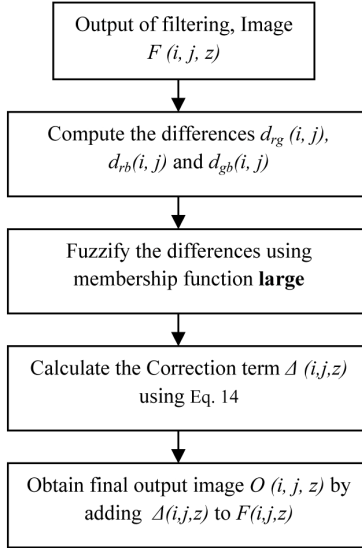 Output of filtering, Image
F (i, j, z)
Compute the differences drg (i, j),
drb(i, j) and dgb(i, j)
Fuzzify the differences using
membership function large
Calculate the Correction term Δ (i,j,z)
using Eq. 14
Obtain final output image O (i, j, z) by
adding Δ(i,j,z) to F(i,j,z)